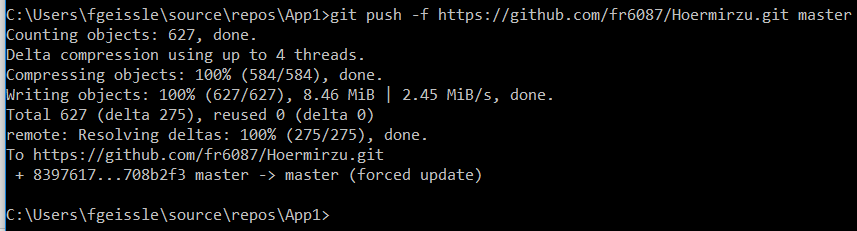 C:\Users\fgeissle\source\repos\App1>git push -f https://github.com/fr6087/Hoermirzu.git master
Counting objects: 627, done.
Delta compression using up to 4 threads.
Compressing objects: 100% (584/584), done.
Writing objects: 100% (627/627), 8.46 MiB | 2.45 MiB/s, done.
Total 627 (delta 275), reused 0 (delta 0)
remote: Resolving deltas: 100% (275/275), done.
To https://github.com/fr6087/Hoermirzu.git
 + 8397617...708b2f3 master -> master (forced update)

C:\Users\fgeissle\source\repos\App1>